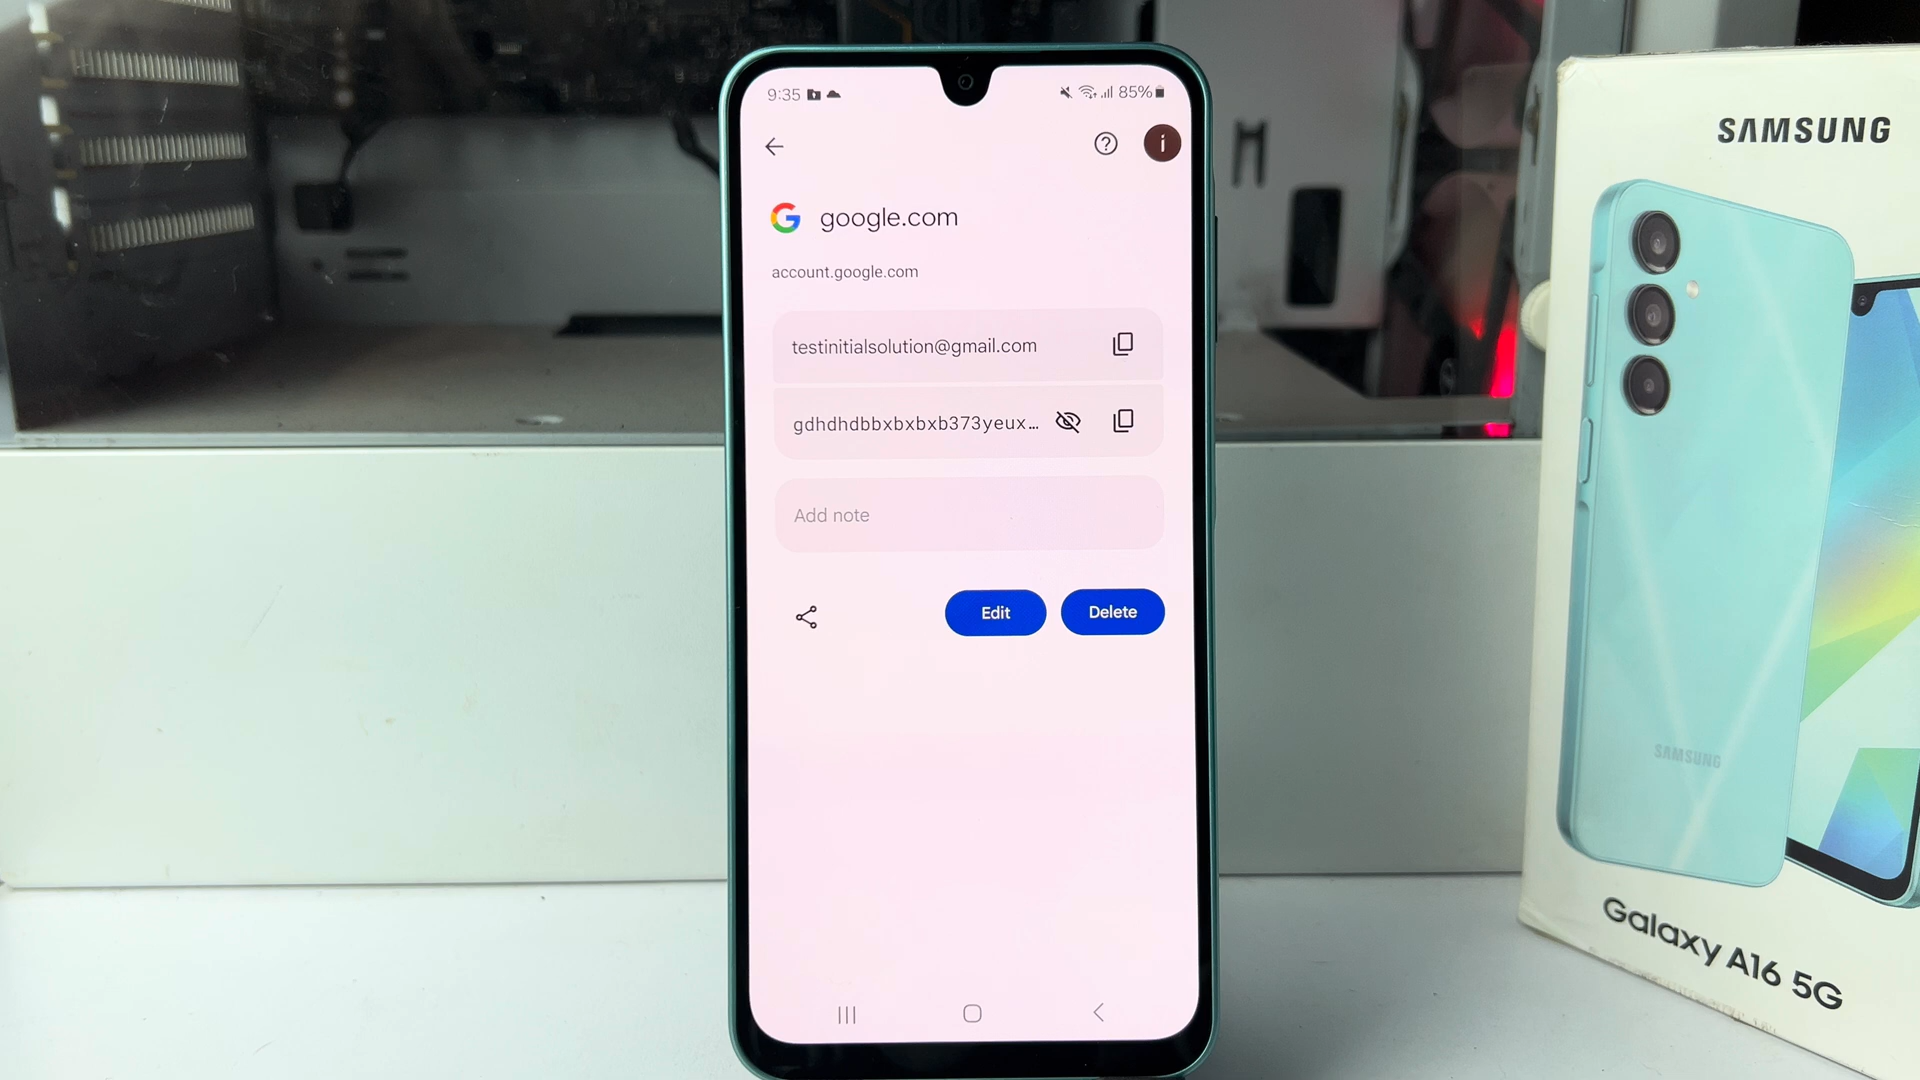 9:35
85%
i
google.com
account.google.com
testinitialsolution@gmail.com
gdhdhdbbxbxbxb373yeux...
Add note
Edit
Delete
SAMSUNG
SAMSUNG
Galaxy A16 5G